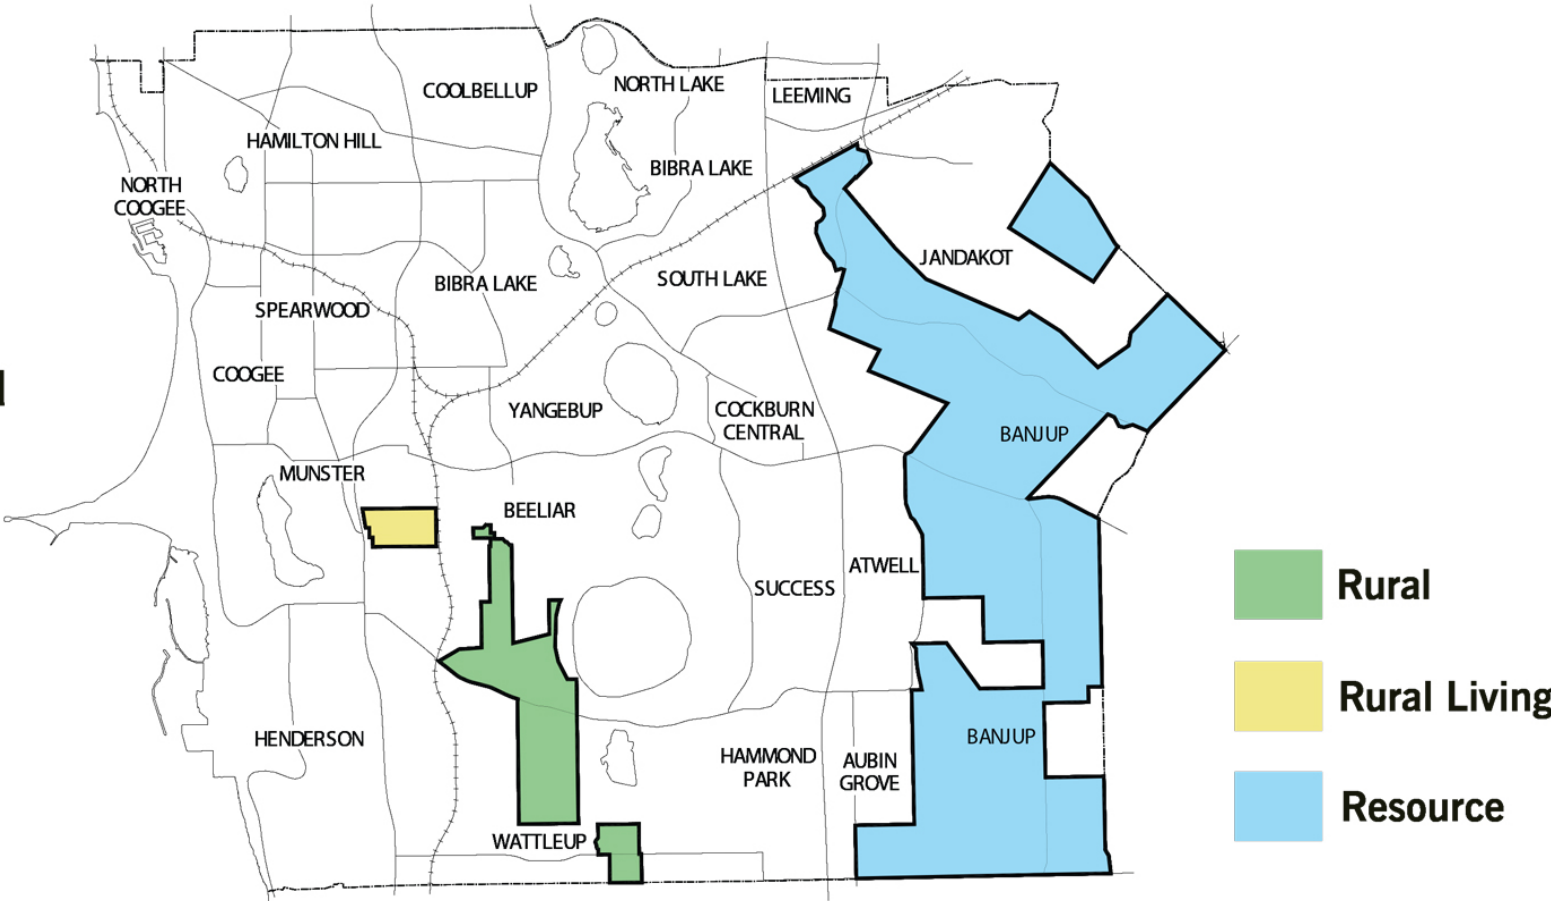 COOLBELLUP
NORTH LAKE
LEEMING
HAMILTON HILL
BIBRA LAKE
NORTH
COOGEE
JANDAKOT
SOUTH LAKE
BIBRA LAKE
SPEARWOOD
COOGEE
YANGEBUP
COCKBURN
CENTRAL
BANJUP
MUNSTER
BEELIAR
ATWELL
SUCCESS
HENDERSON
BANJUP
HAMMOND
PARK
AUBIN
GROVE
WATTLEUP
Rural
Rural Living
Resource